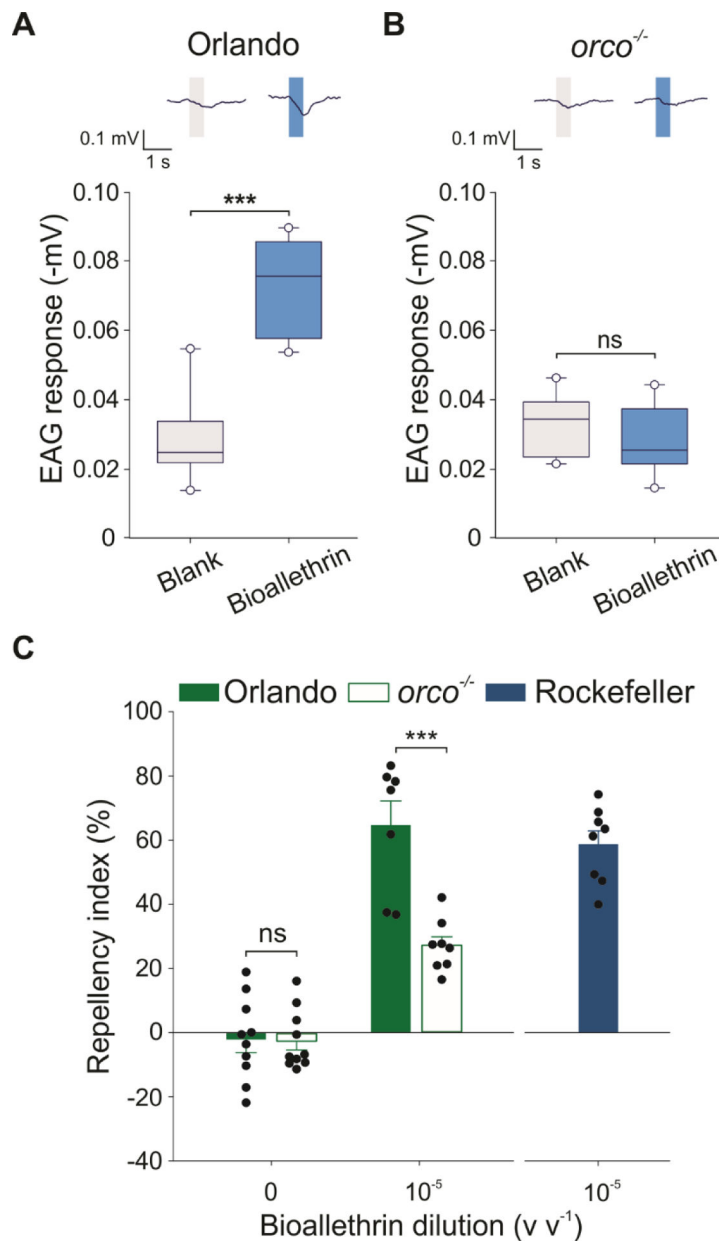 A
Orlando
0.1 mV
1 s
EAG response (-mV)
0.10
0.08
0.06
0.04
0.02
0
***
Blank
Bioallethrin
B
orco-/-
0.1 mV
1 s
EAG response (-mV)
0.10
0.08
0.06
0.04
0.02
0
ns
Blank
Bioallethrin
C
Orlando orco-/- Rockefeller
Repellency index (%)
100
80
60
40
20
0
-20
-40
ns
***
0 10-5 10-5
Bioallethrin dilution (v v-1)